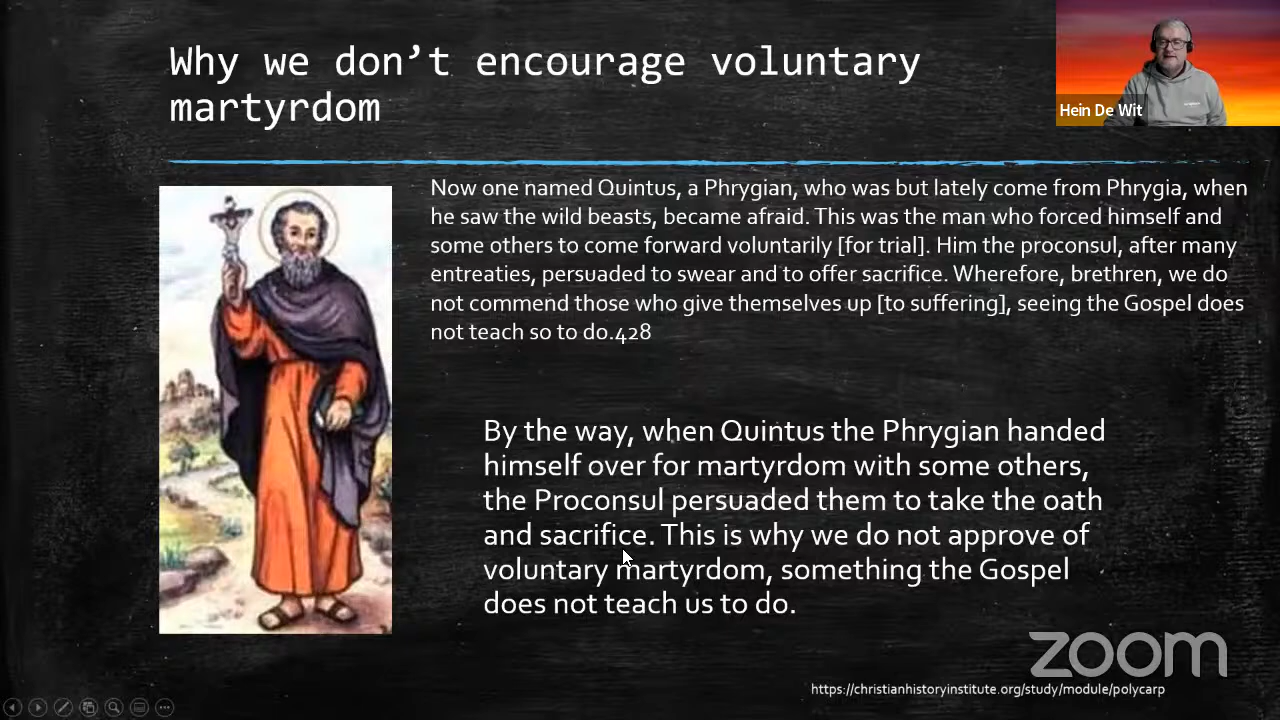 Why we don’t encourage voluntary
martyrdom
Hein De Wit
Now one named Quintus, a Phrygian, who was but lately come from Phrygia, when
he saw the wild beasts, became afraid. This was the man who forced himself and
some others to come forward voluntarily [for trial]. Him the proconsul, after many
entreaties, persuaded to swear and to offer sacrifice. Wherefore, brethren, we do
not commend those who give themselves up [to suffering], seeing the Gospel does
not teach so to do.428
By the way, when Quintus the Phrygian handed
himself over for martyrdom with some others,
the Proconsul persuaded them to take the oath
and sacrifice. This is why we do not approve of
voluntary martyrdom, something the Gospel
does not teach us to do.
zoom
https://christianhistoryinstitute.org/study/module/polycarp